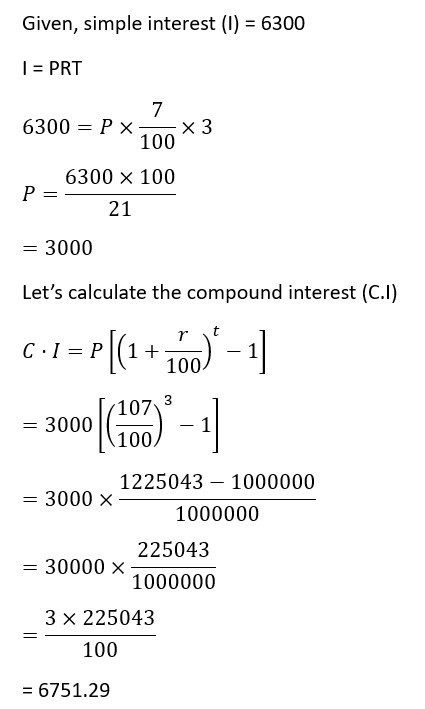 Given, simple interest (I) = 6300
I = PRT
6300 = P × 7/100 × 3
P = (6300 × 100)/21
= 3000
Let’s calculate the compound interest (C.I)
C · I = P[(1 + r/100)^t − 1]
= 3000[(107/100)^3 − 1]
= 3000 × (1225043 − 1000000)/1000000
= 30000 × 225043/1000000
= (3 × 225043)/100
= 6751.29